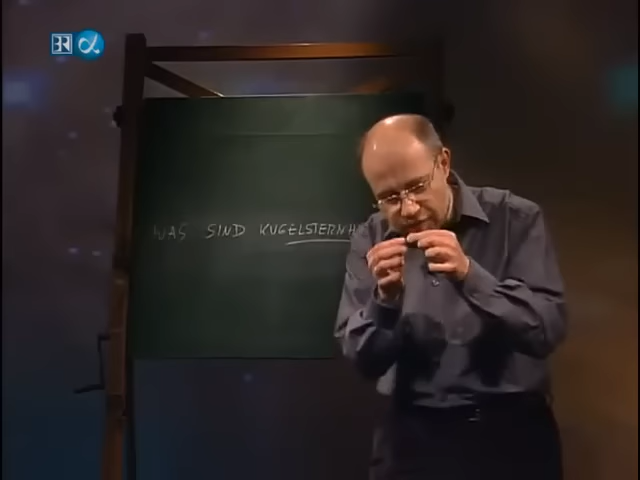 BR α
WAS SIND KUGELSTERNH